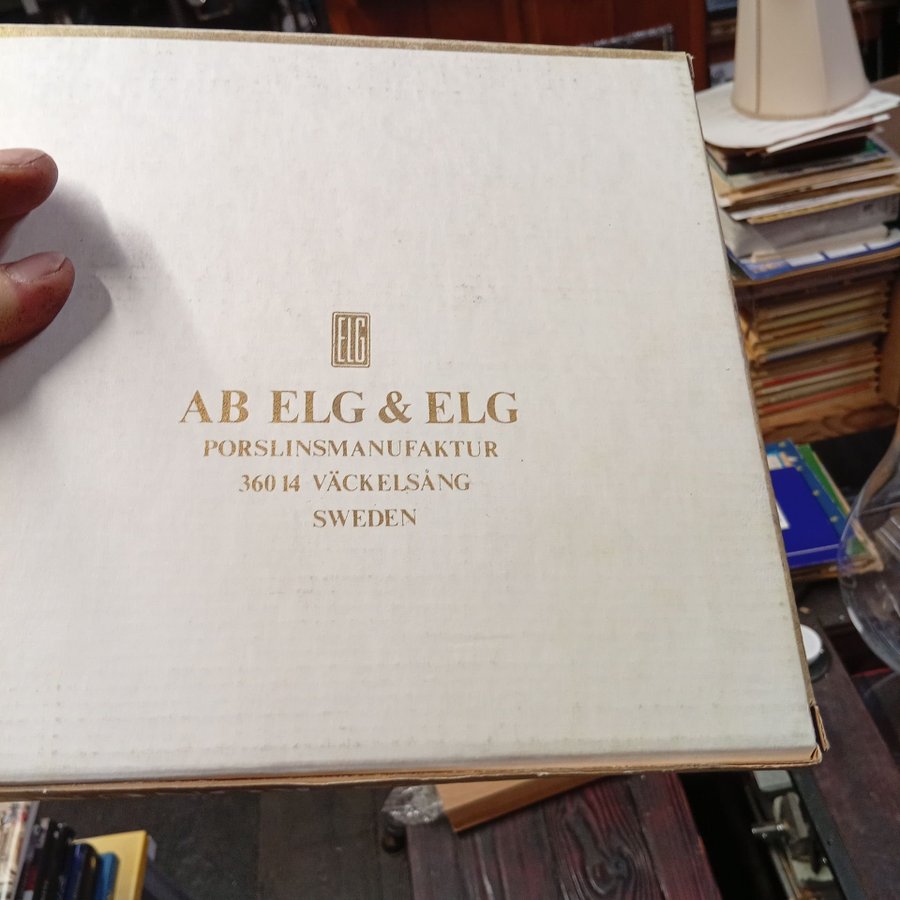 ELG
AB ELG & ELG
PORSLINSMANUFAKTUR
360 14 VÄCKELSÅNG
SWEDEN